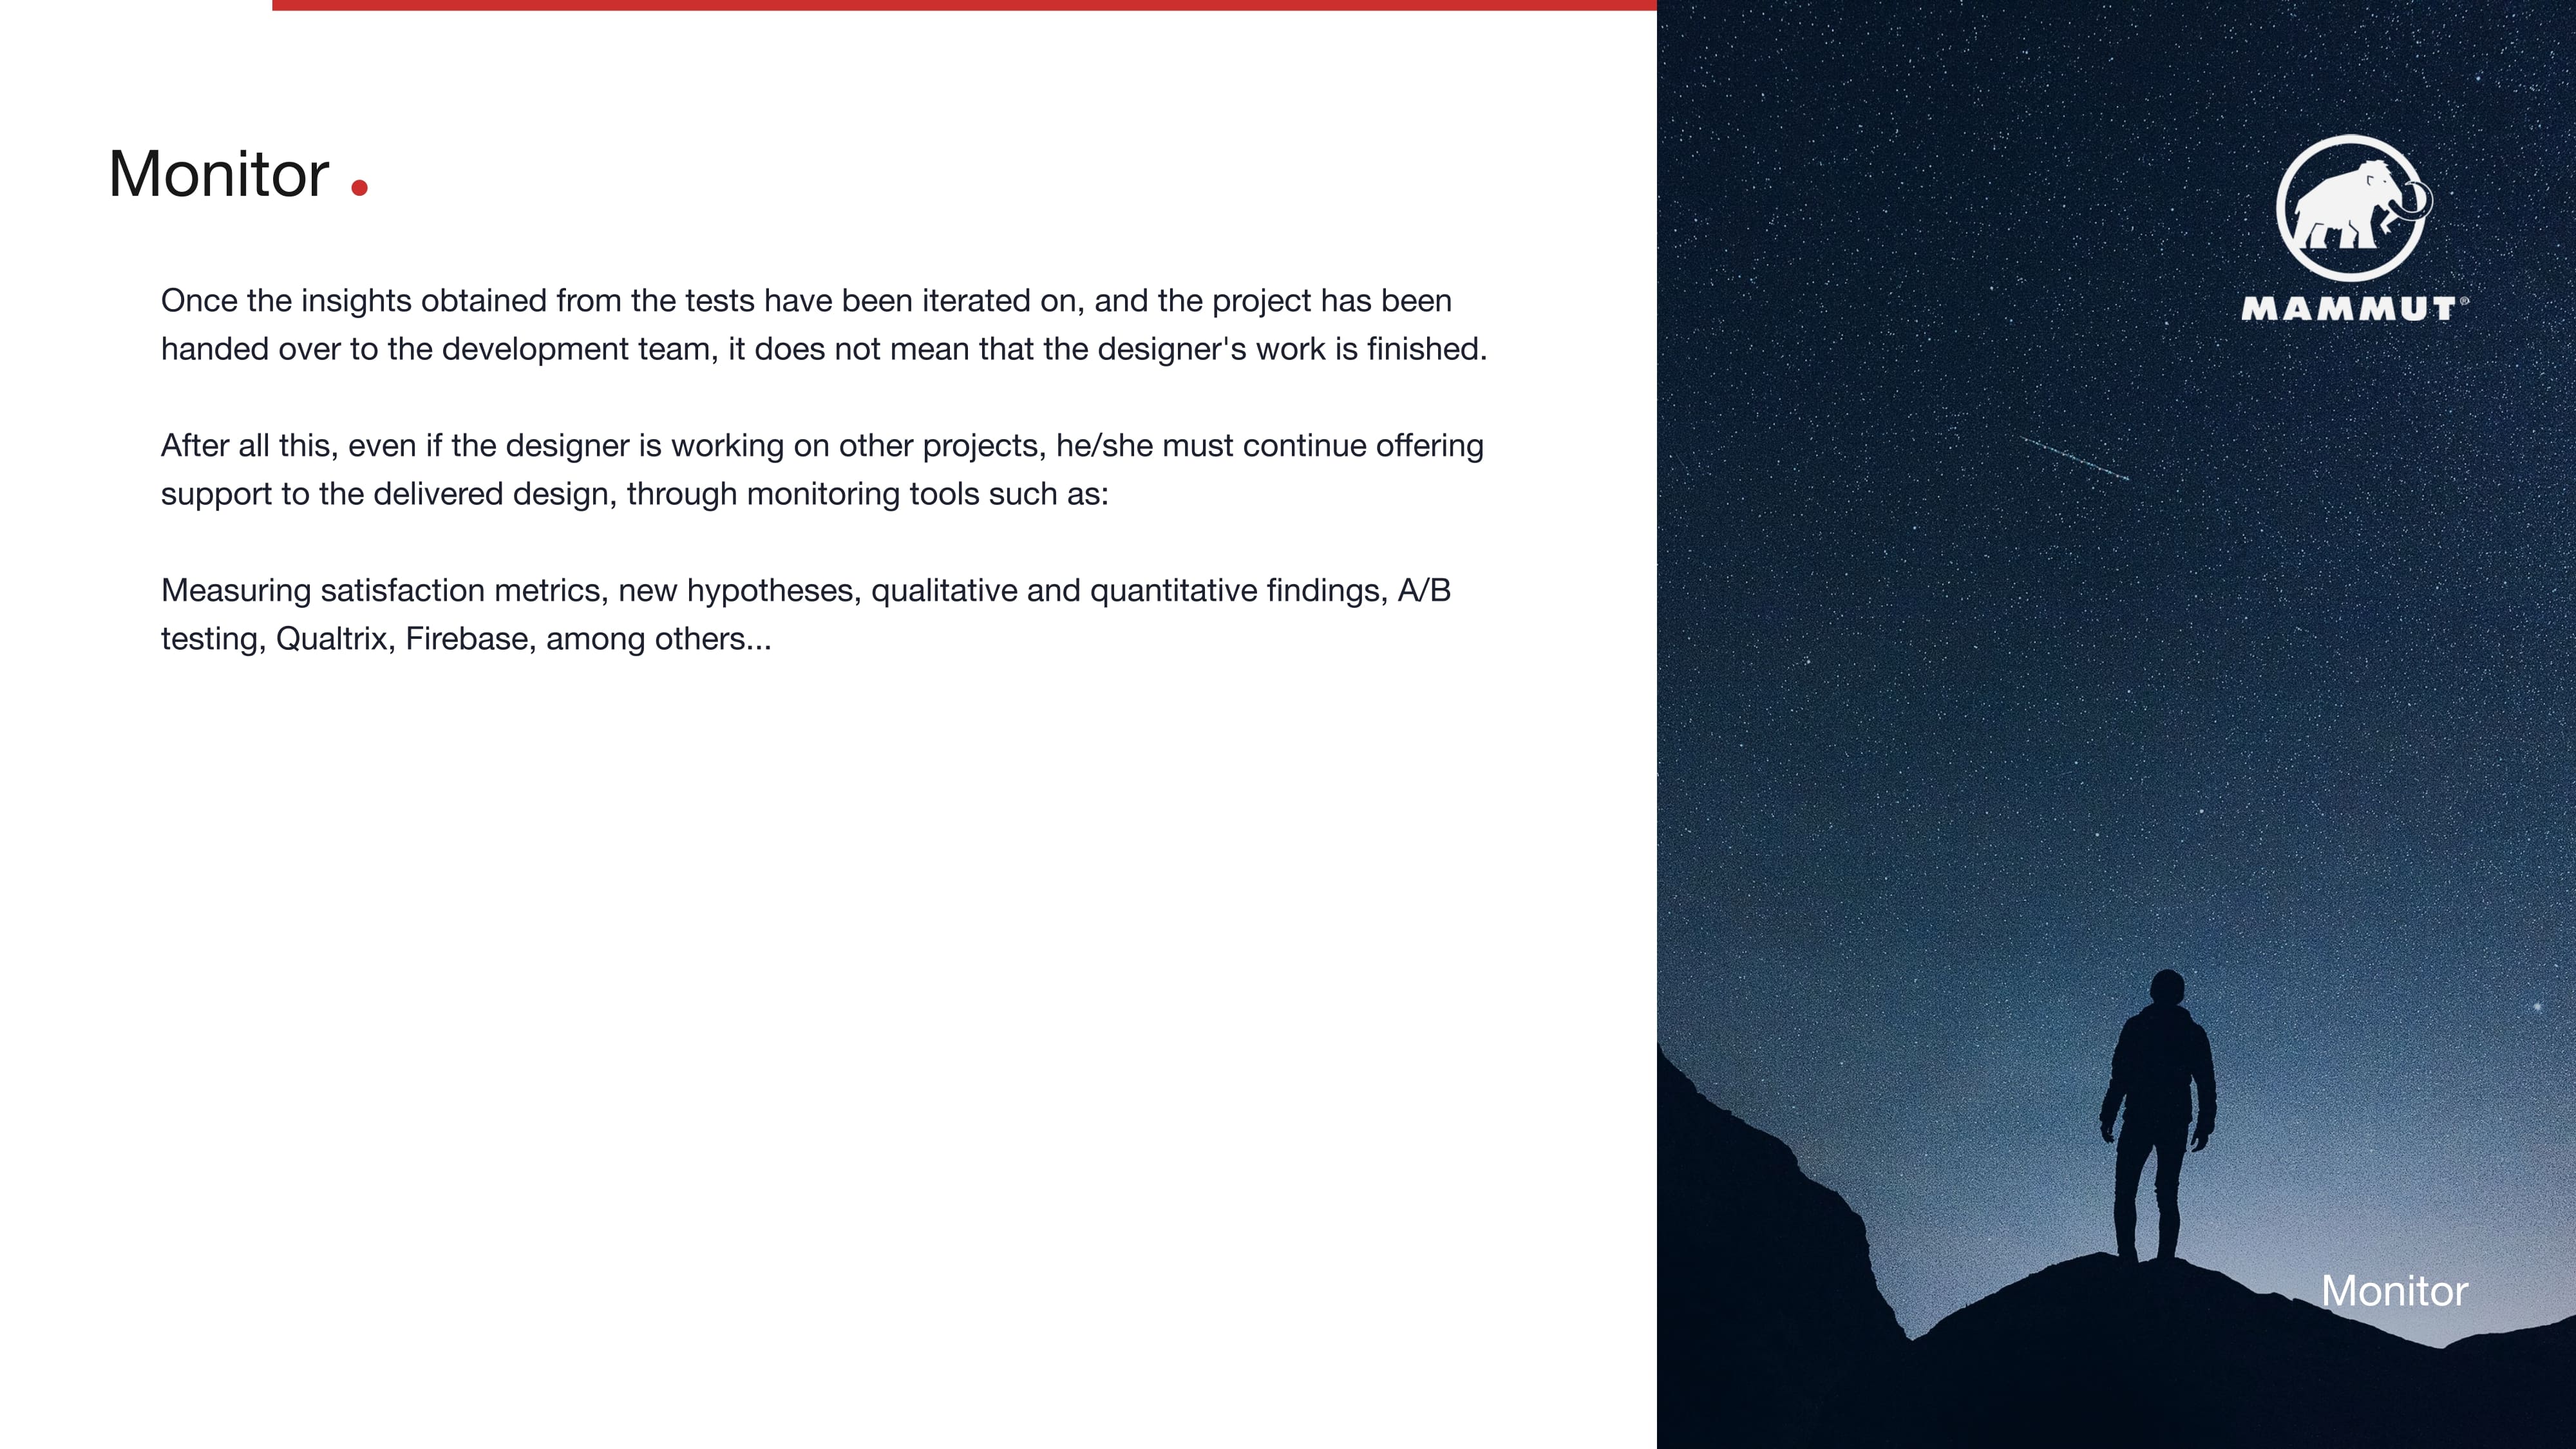 Monitor .
Once the insights obtained from the tests have been iterated on, and the project has been
handed over to the development team, it does not mean that the designer's work is finished.
After all this, even if the designer is working on other projects, he/she must continue offering
support to the delivered design, through monitoring tools such as:
Measuring satisfaction metrics, new hypotheses, qualitative and quantitative findings, A/B
testing, Qualtrix, Firebase, among others...
MAMMUT®
Monitor